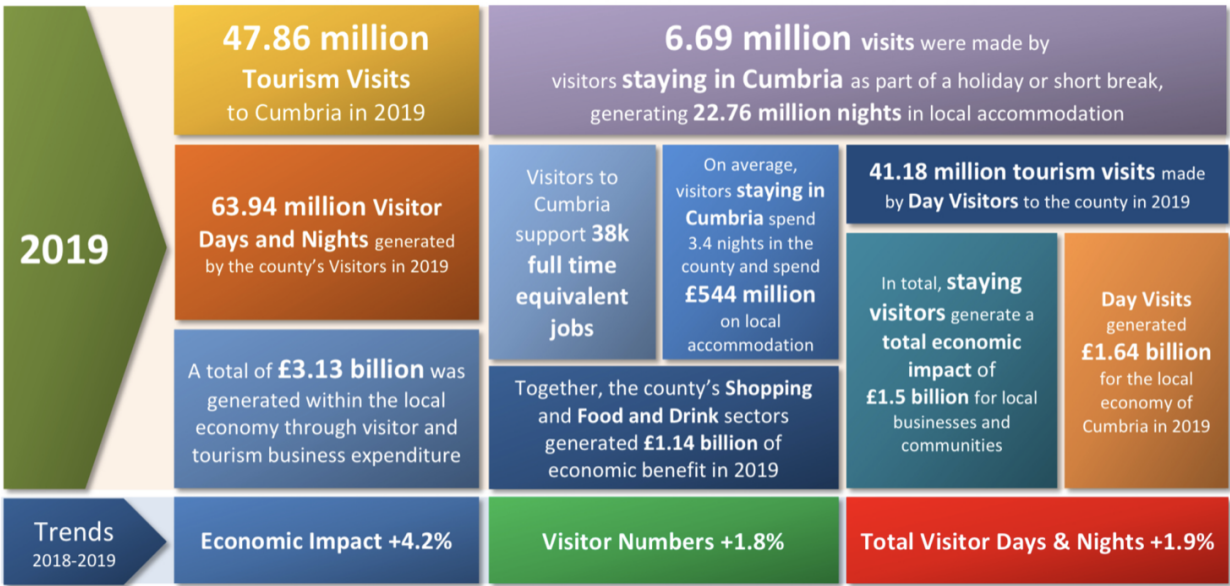 2019
47.86 million
Tourism Visits
to Cumbria in 2019
6.69 million visits were made by
visitors staying in Cumbria as part of a holiday or short break,
generating 22.76 million nights in local accommodation
63.94 million Visitor
Days and Nights generated
by the county's Visitors in 2019
Visitors to
Cumbria
support 38k
full time
equivalent
jobs
On average,
visitors staying in
Cumbria spend
3.4 nights in the
county and spend
£544 million
on local
accommodation
41.18 million tourism visits made
by Day Visitors to the county in 2019
A total of £3.13 billion was
generated within the local
economy through visitor and
tourism business expenditure
Together, the county's Shopping
and Food and Drink sectors
generated £1.14 billion of
economic benefit in 2019
In total, staying
visitors generate a
total economic
impact of
£1.5 billion for local
businesses and
communities
Day Visits
generated
£1.64 billion
for the local
economy of
Cumbria in 2019
Trends
2018-2019
Economic Impact +4.2%
Visitor Numbers +1.8%
Total Visitor Days & Nights +1.9%